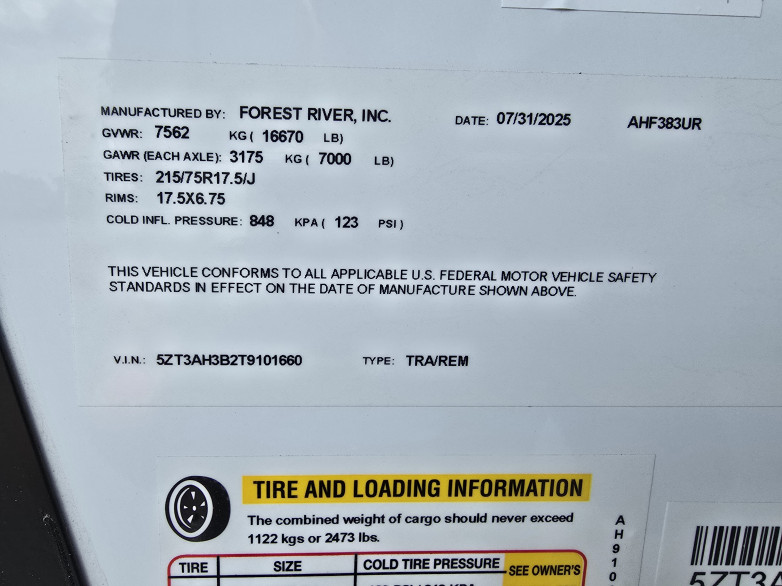 MANUFACTURED BY: FOREST RIVER, INC. DATE: 07/31/2025 AHF383UR
GVWR: 7562 KG ( 16670 LB)
GAWR (EACH AXLE): 3175 KG ( 7000 LB)
TIRES: 215/75R17.5/J
RIMS: 17.5X6.75
COLD INFL. PRESSURE: 848 KPA ( 123 PSI )
THIS VEHICLE CONFORMS TO ALL APPLICABLE U.S. FEDERAL MOTOR VEHICLE SAFETY
STANDARDS IN EFFECT ON THE DATE OF MANUFACTURE SHOWN ABOVE.
V.I.N.: 5ZT3AH3B2T9101660 TYPE: TRA/REM
TIRE AND LOADING INFORMATION
The combined weight of cargo should never exceed
1122 kgs or 2473 lbs.
TIRE SIZE COLD TIRE PRESSURE SEE OWNER'S
AH910
5ZT3A